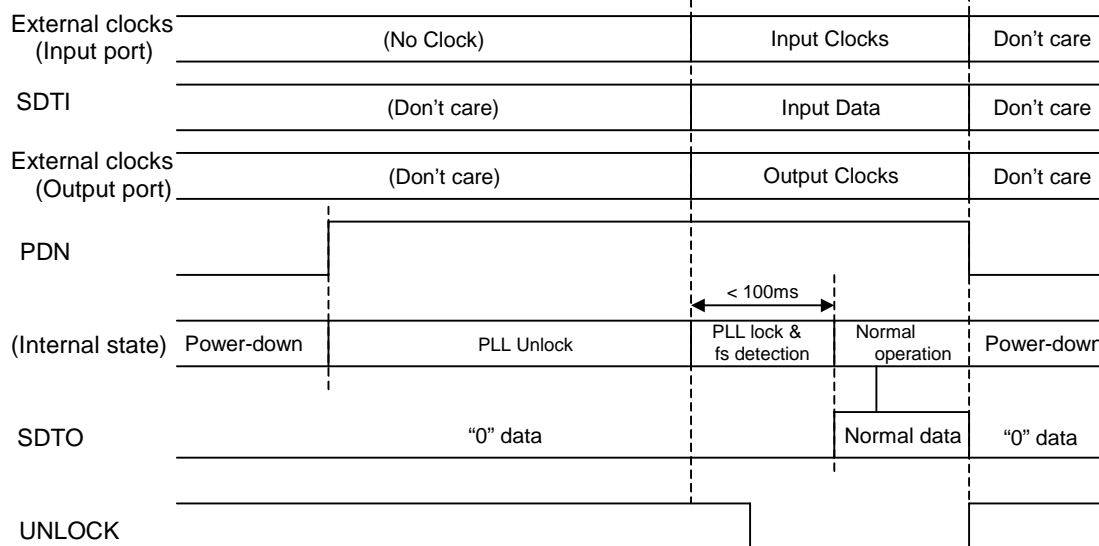 External clocks
(Input port)
(No Clock)
Input Clocks
Don't care
SDTI
(Don't care)
Input Data
Don't care
External clocks
(Output port)
(Don't care)
Output Clocks
Don't care
PDN
< 100ms
(Internal state)
Power-down
PLL Unlock
PLL lock &
fs detection
Normal
operation
Power-down
SDTO
“0” data
Normal data
“0” data
UNLOCK